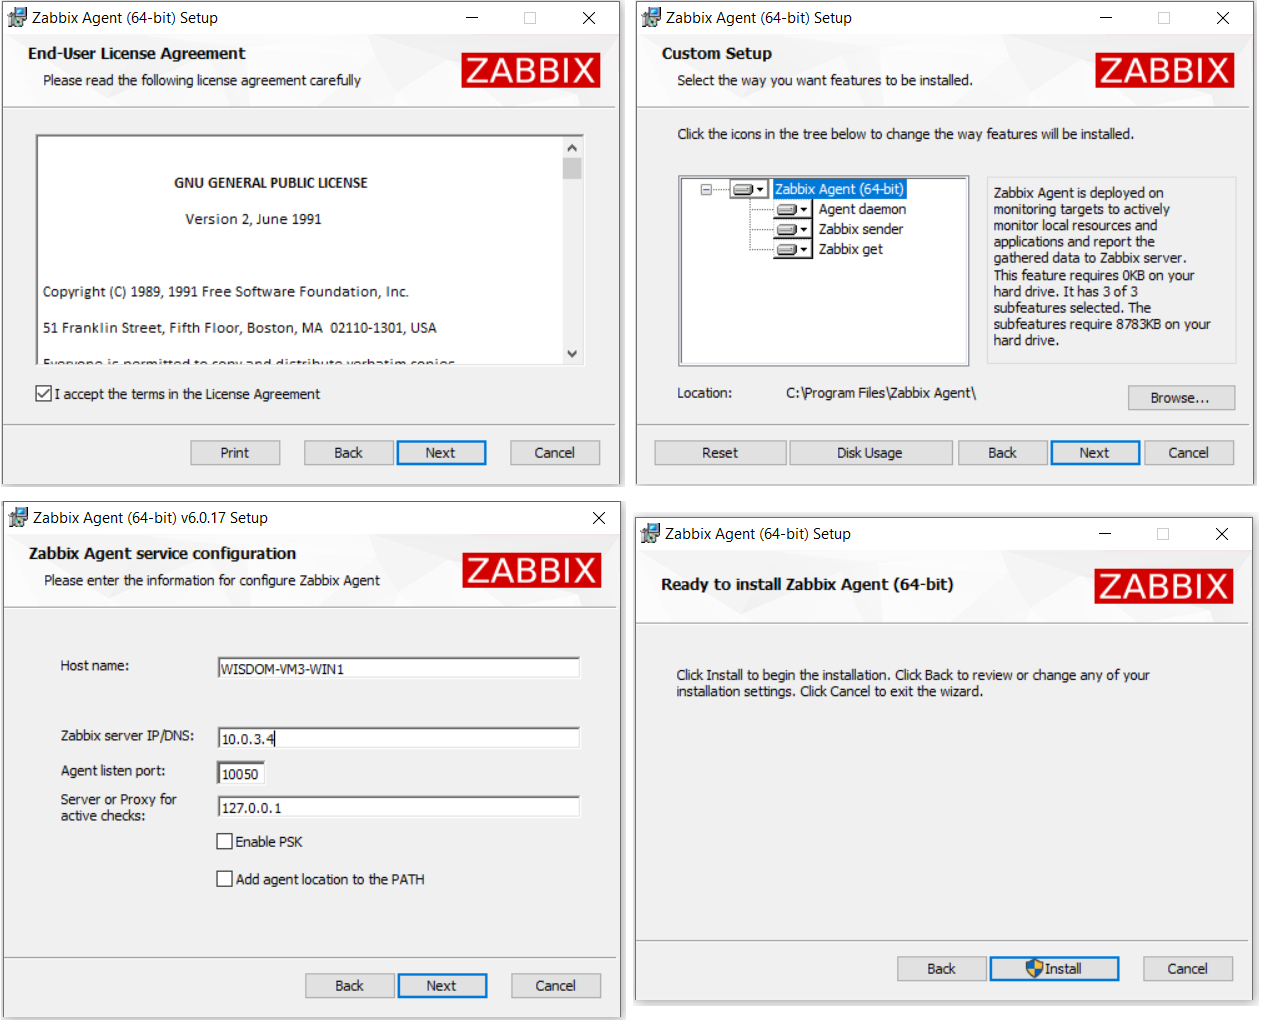 Zabbix Agent (64-bit) Setup
End-User License Agreement
Please read the following license agreement carefully
ZABBIX
GNU GENERAL PUBLIC LICENSE
Version 2, June 1991
Copyright (C) 1989, 1991 Free Software Foundation, Inc.
51 Franklin Street, Fifth Floor, Boston, MA 02110-1301, USA
Everyone is permitted to copy and distribute verbatim copies
I accept the terms in the License Agreement
Print
Back
Next
Cancel
Zabbix Agent (64-bit) Setup
Custom Setup
Select the way you want features to be installed.
ZABBIX
Click the icons in the tree below to change the way features will be installed.
Zabbix Agent (64-bit)
Agent daemon
Zabbix sender
Zabbix get
Zabbix Agent is deployed on
monitoring targets to actively
monitor local resources and
applications and report the
gathered data to Zabbix server.
This feature requires 0KB on your
hard drive. It has 3 of 3
subfeatures selected. The
subfeatures require 8783KB on your
hard drive.
Location: C:\Program Files\Zabbix Agent\
Browse...
Reset
Disk Usage
Back
Next
Cancel
Zabbix Agent (64-bit) v6.0.17 Setup
Zabbix Agent service configuration
Please enter the information for configure Zabbix Agent
ZABBIX
Host name: WISDOM-VM3-WIN1
Zabbix server IP/DNS: 10.0.3.4
Agent listen port: 10050
Server or Proxy for
active checks: 127.0.0.1
Enable PSK
Add agent location to the PATH
Back
Next
Cancel
Zabbix Agent (64-bit) Setup
Ready to install Zabbix Agent (64-bit)
ZABBIX
Click Install to begin the installation. Click Back to review or change any of your
installation settings. Click Cancel to exit the wizard.
Back
Install
Cancel